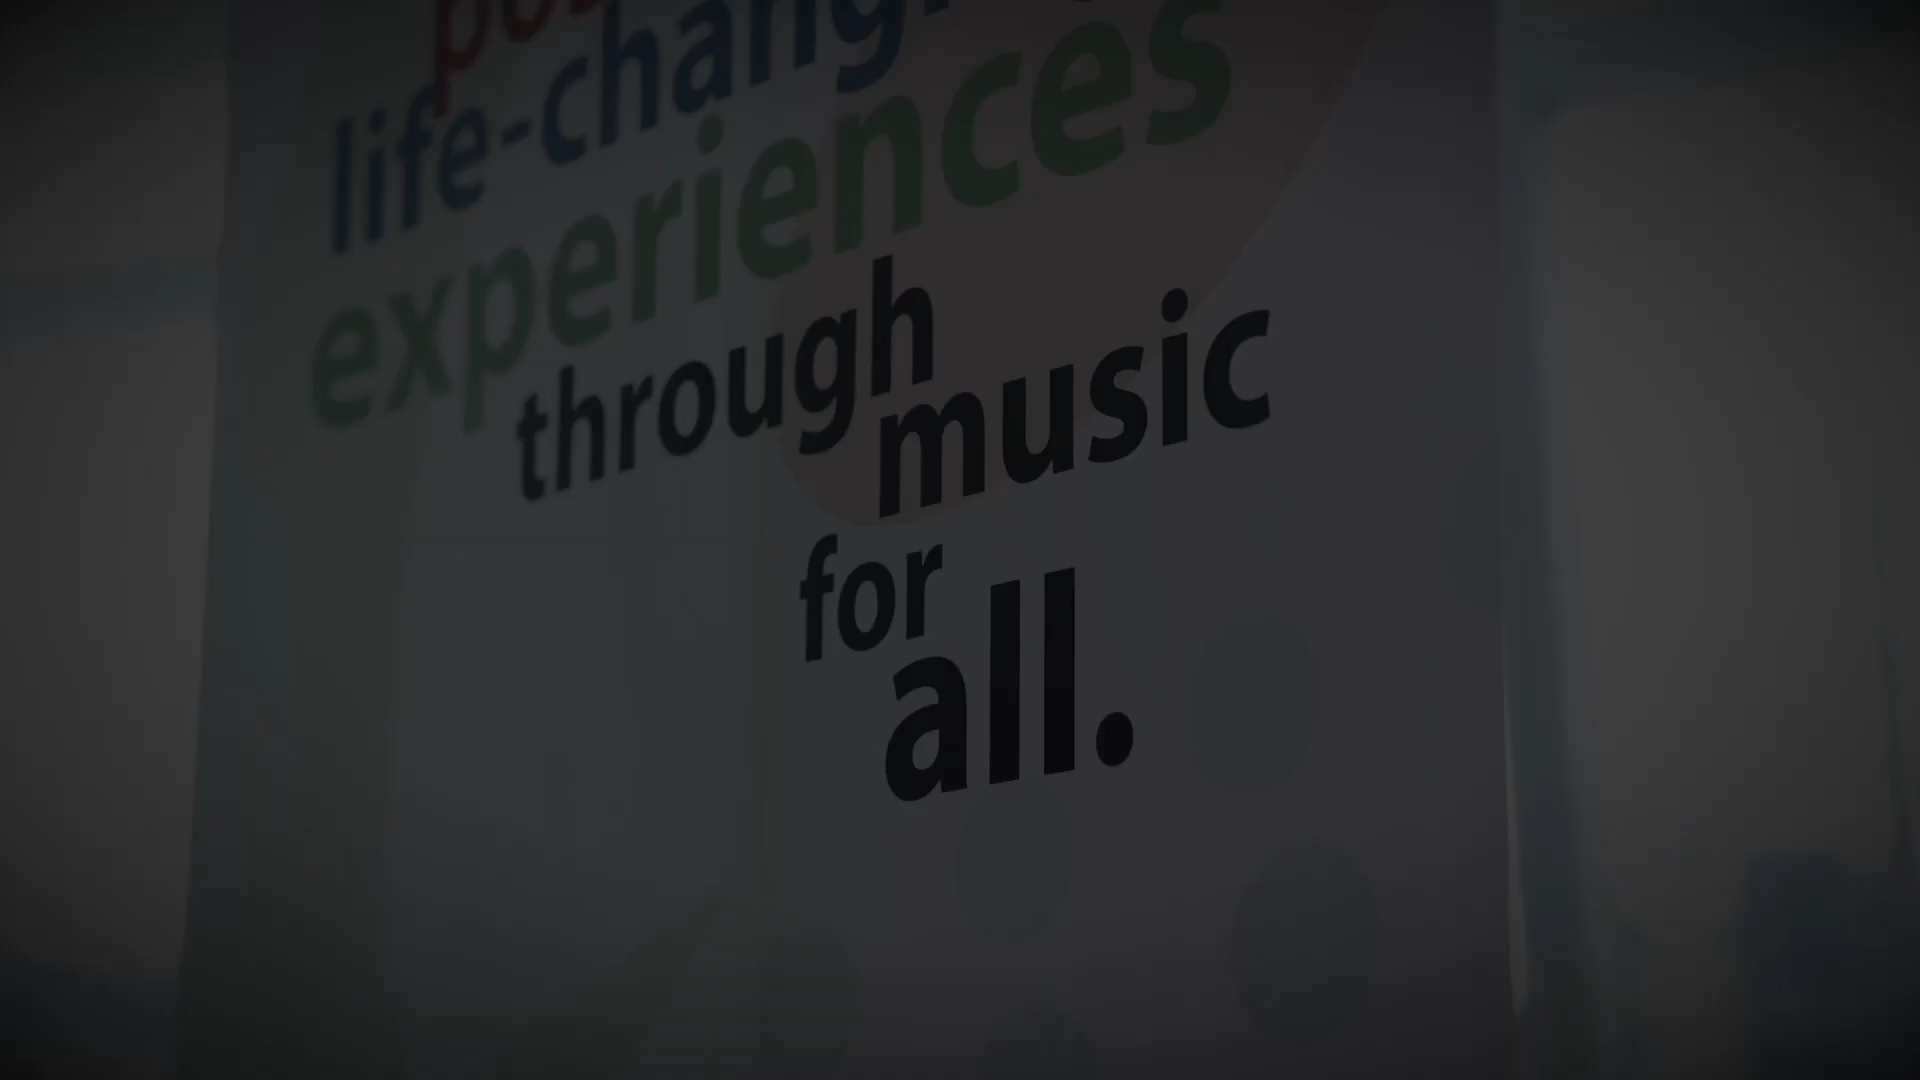 life-chang
experiences
through
music
for
all.